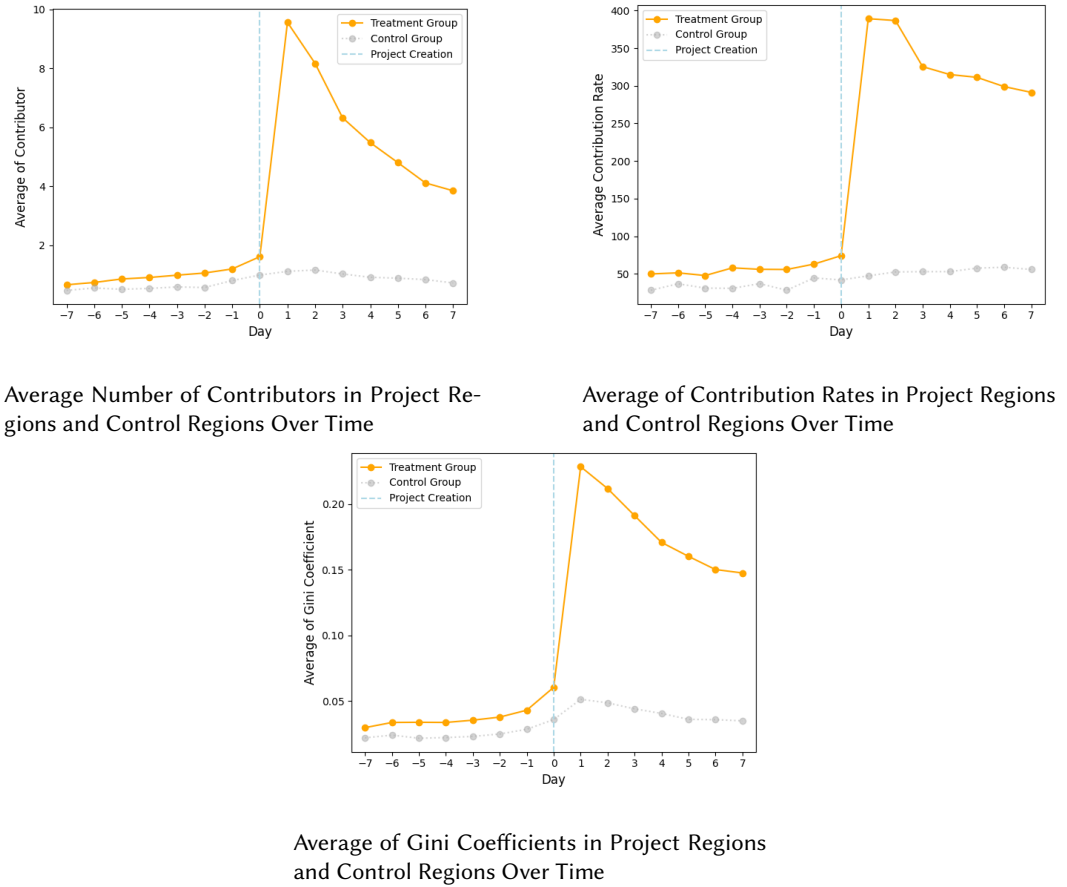 10
8
6
4
2
Average of Contributor
Treatment Group
Control Group
Project Creation
−7 −6 −5 −4 −3 −2 −1 0 1 2 3 4 5 6 7
Day
Average Number of Contributors in Project Re-
gions and Control Regions Over Time
400
350
300
250
200
150
100
50
Average Contribution Rate
Treatment Group
Control Group
Project Creation
−7 −6 −5 −4 −3 −2 −1 0 1 2 3 4 5 6 7
Day
Average of Contribution Rates in Project Regions
and Control Regions Over Time
0.20
0.15
0.10
0.05
Average of Gini Coefficient
Treatment Group
Control Group
Project Creation
−7 −6 −5 −4 −3 −2 −1 0 1 2 3 4 5 6 7
Day
Average of Gini Coefficients in Project Regions
and Control Regions Over Time